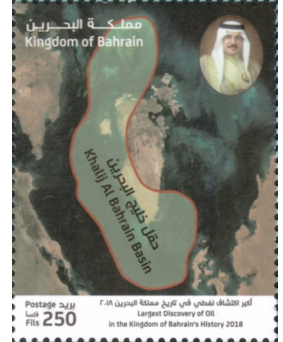 مملكة البحرين
Kingdom of Bahrain
حقل خليج البحرين
Khalij Al Bahrain Basin
أكبر اكتشاف نفطي في تاريخ مملكة البحرين ٢٠١٨
Largest Discovery of Oil
in the Kingdom of Bahrain's History 2018
Postage بريد
فلساً
Fils 250